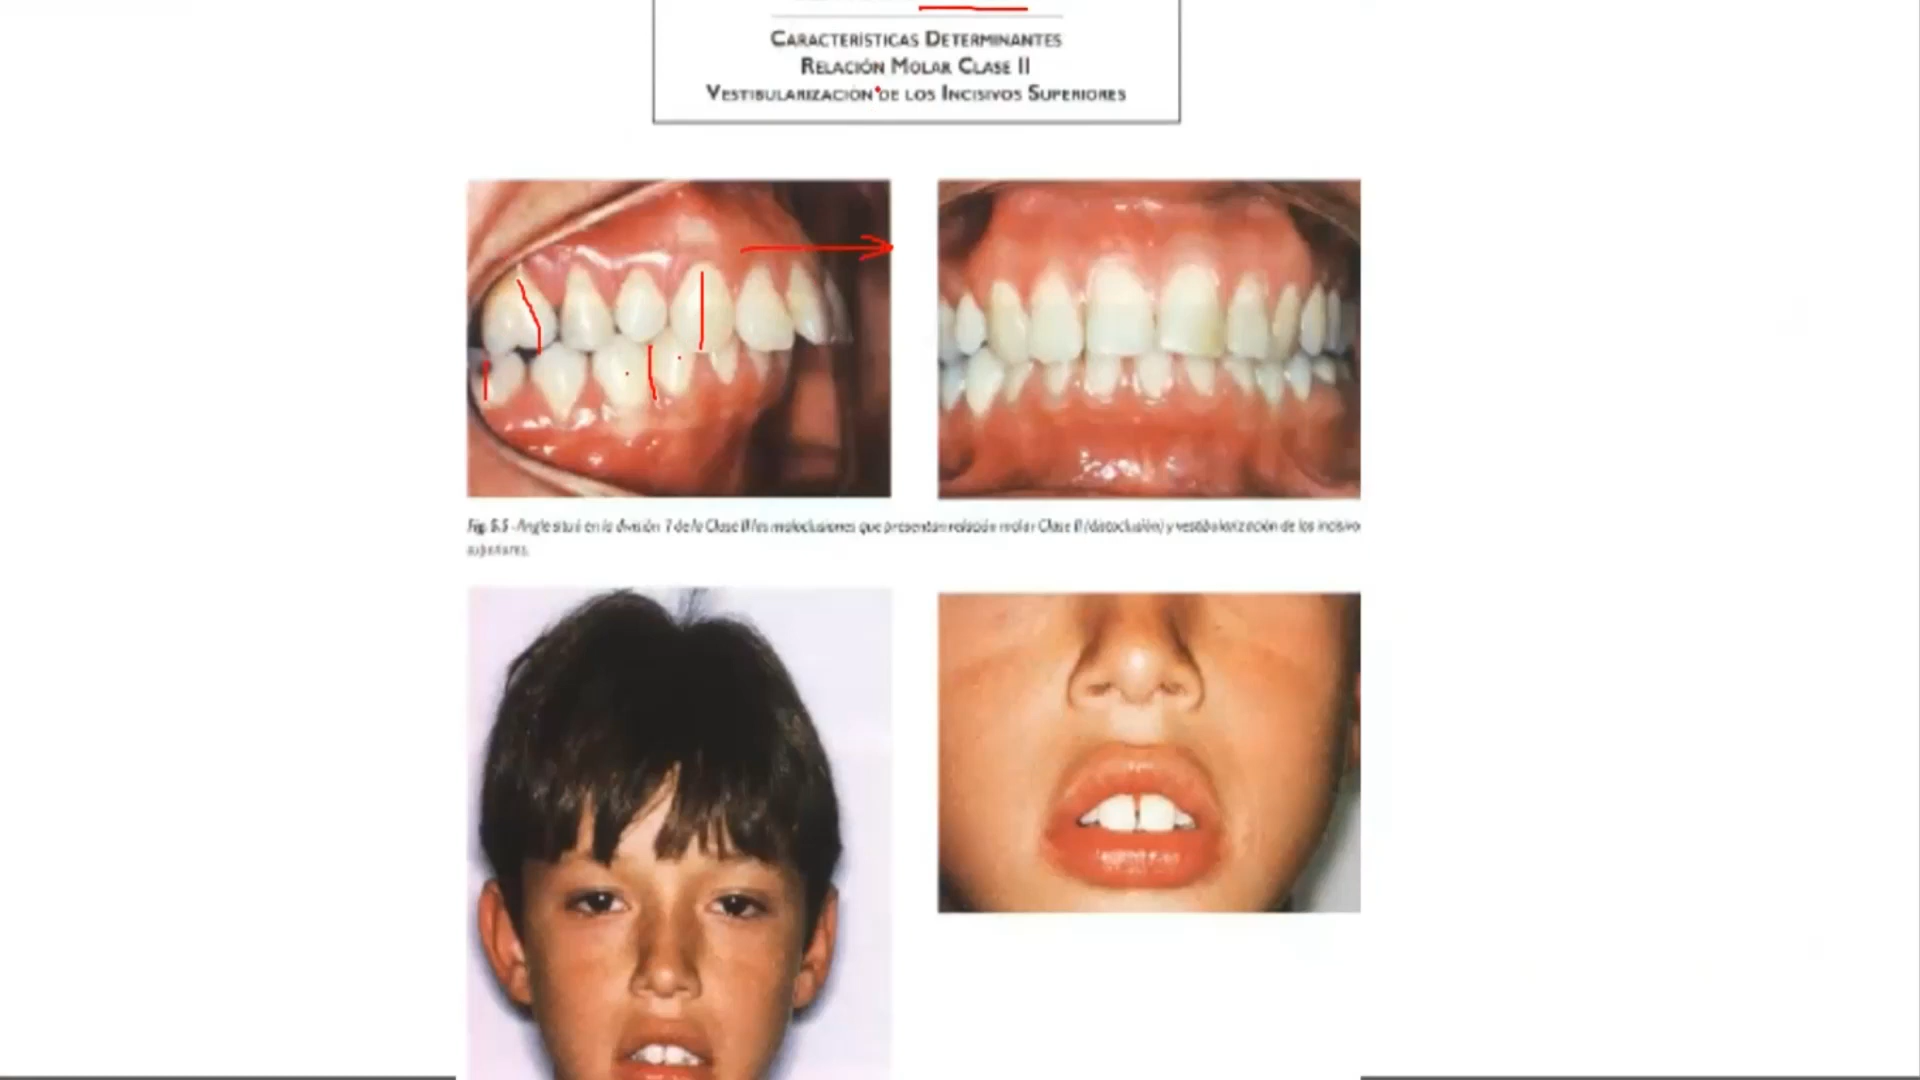 CARACTERÍSTICAS DETERMINANTES
RELACIÓN MOLAR CLASE II
VESTIBULARIZACIÓN DE LOS INCISIVOS SUPERIORES
Fig. 5.5 - Angle situó en la división 1 de la Clase II las maloclusiones que presentan relación molar Clase II (distoclusión) y vestibularización de los incisivo
superiores.